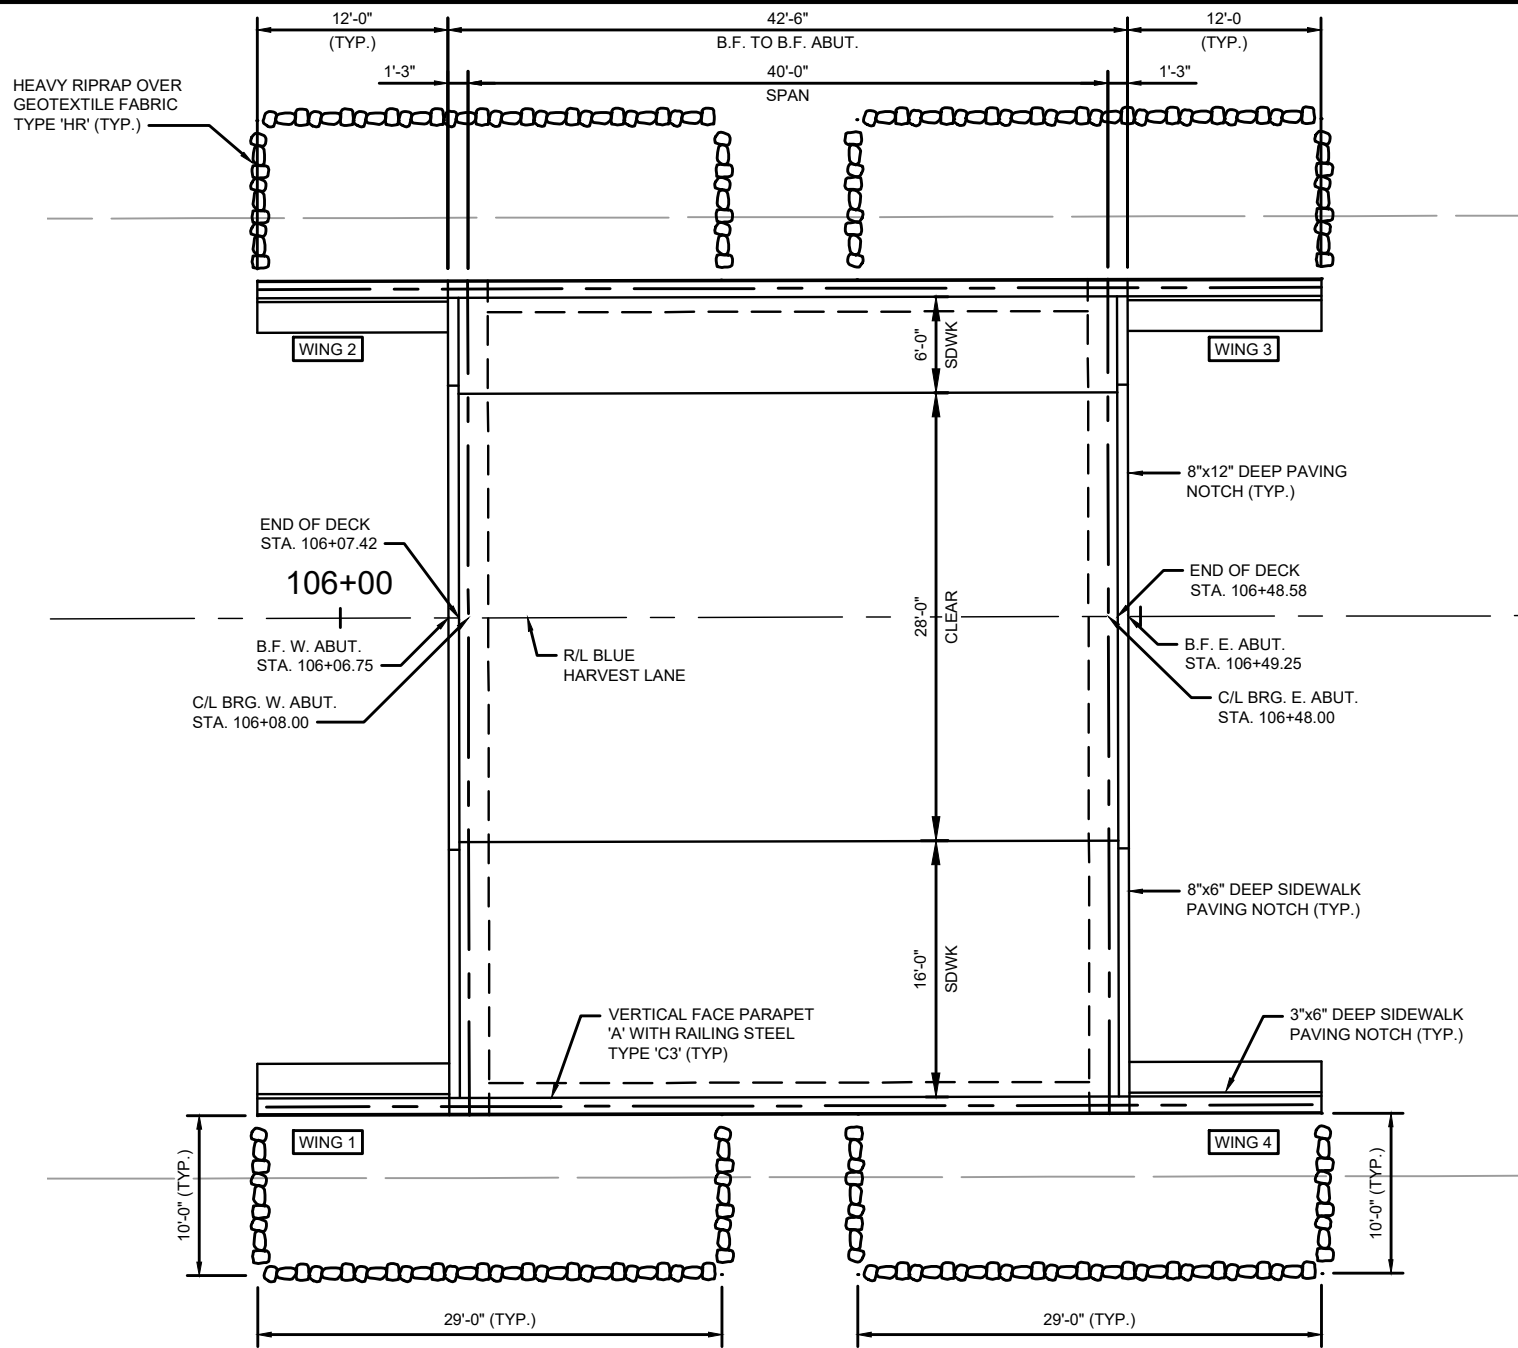 12'-0"
(TYP.)
42'-6"
B.F. TO B.F. ABUT.
12'-0
(TYP.)
1'-3"
40'-0"
SPAN
1'-3"
HEAVY RIPRAP OVER
GEOTEXTILE FABRIC
TYPE 'HR' (TYP.)
WING 2
6'-0"
SDWK
WING 3
8"x12" DEEP PAVING
NOTCH (TYP.)
END OF DECK
STA. 106+07.42
106+00
B.F. W. ABUT.
STA. 106+06.75
C/L BRG. W. ABUT.
STA. 106+08.00
R/L BLUE
HARVEST LANE
28'-0"
CLEAR
END OF DECK
STA. 106+48.58
B.F. E. ABUT.
STA. 106+49.25
C/L BRG. E. ABUT.
STA. 106+48.00
8"x6" DEEP SIDEWALK
PAVING NOTCH (TYP.)
16'-0"
SDWK
VERTICAL FACE PARAPET
'A' WITH RAILING STEEL
TYPE 'C3' (TYP)
3"x6" DEEP SIDEWALK
PAVING NOTCH (TYP.)
WING 1
WING 4
10'-0" (TYP.)
10'-0" (TYP.)
29'-0" (TYP.)
29'-0" (TYP.)